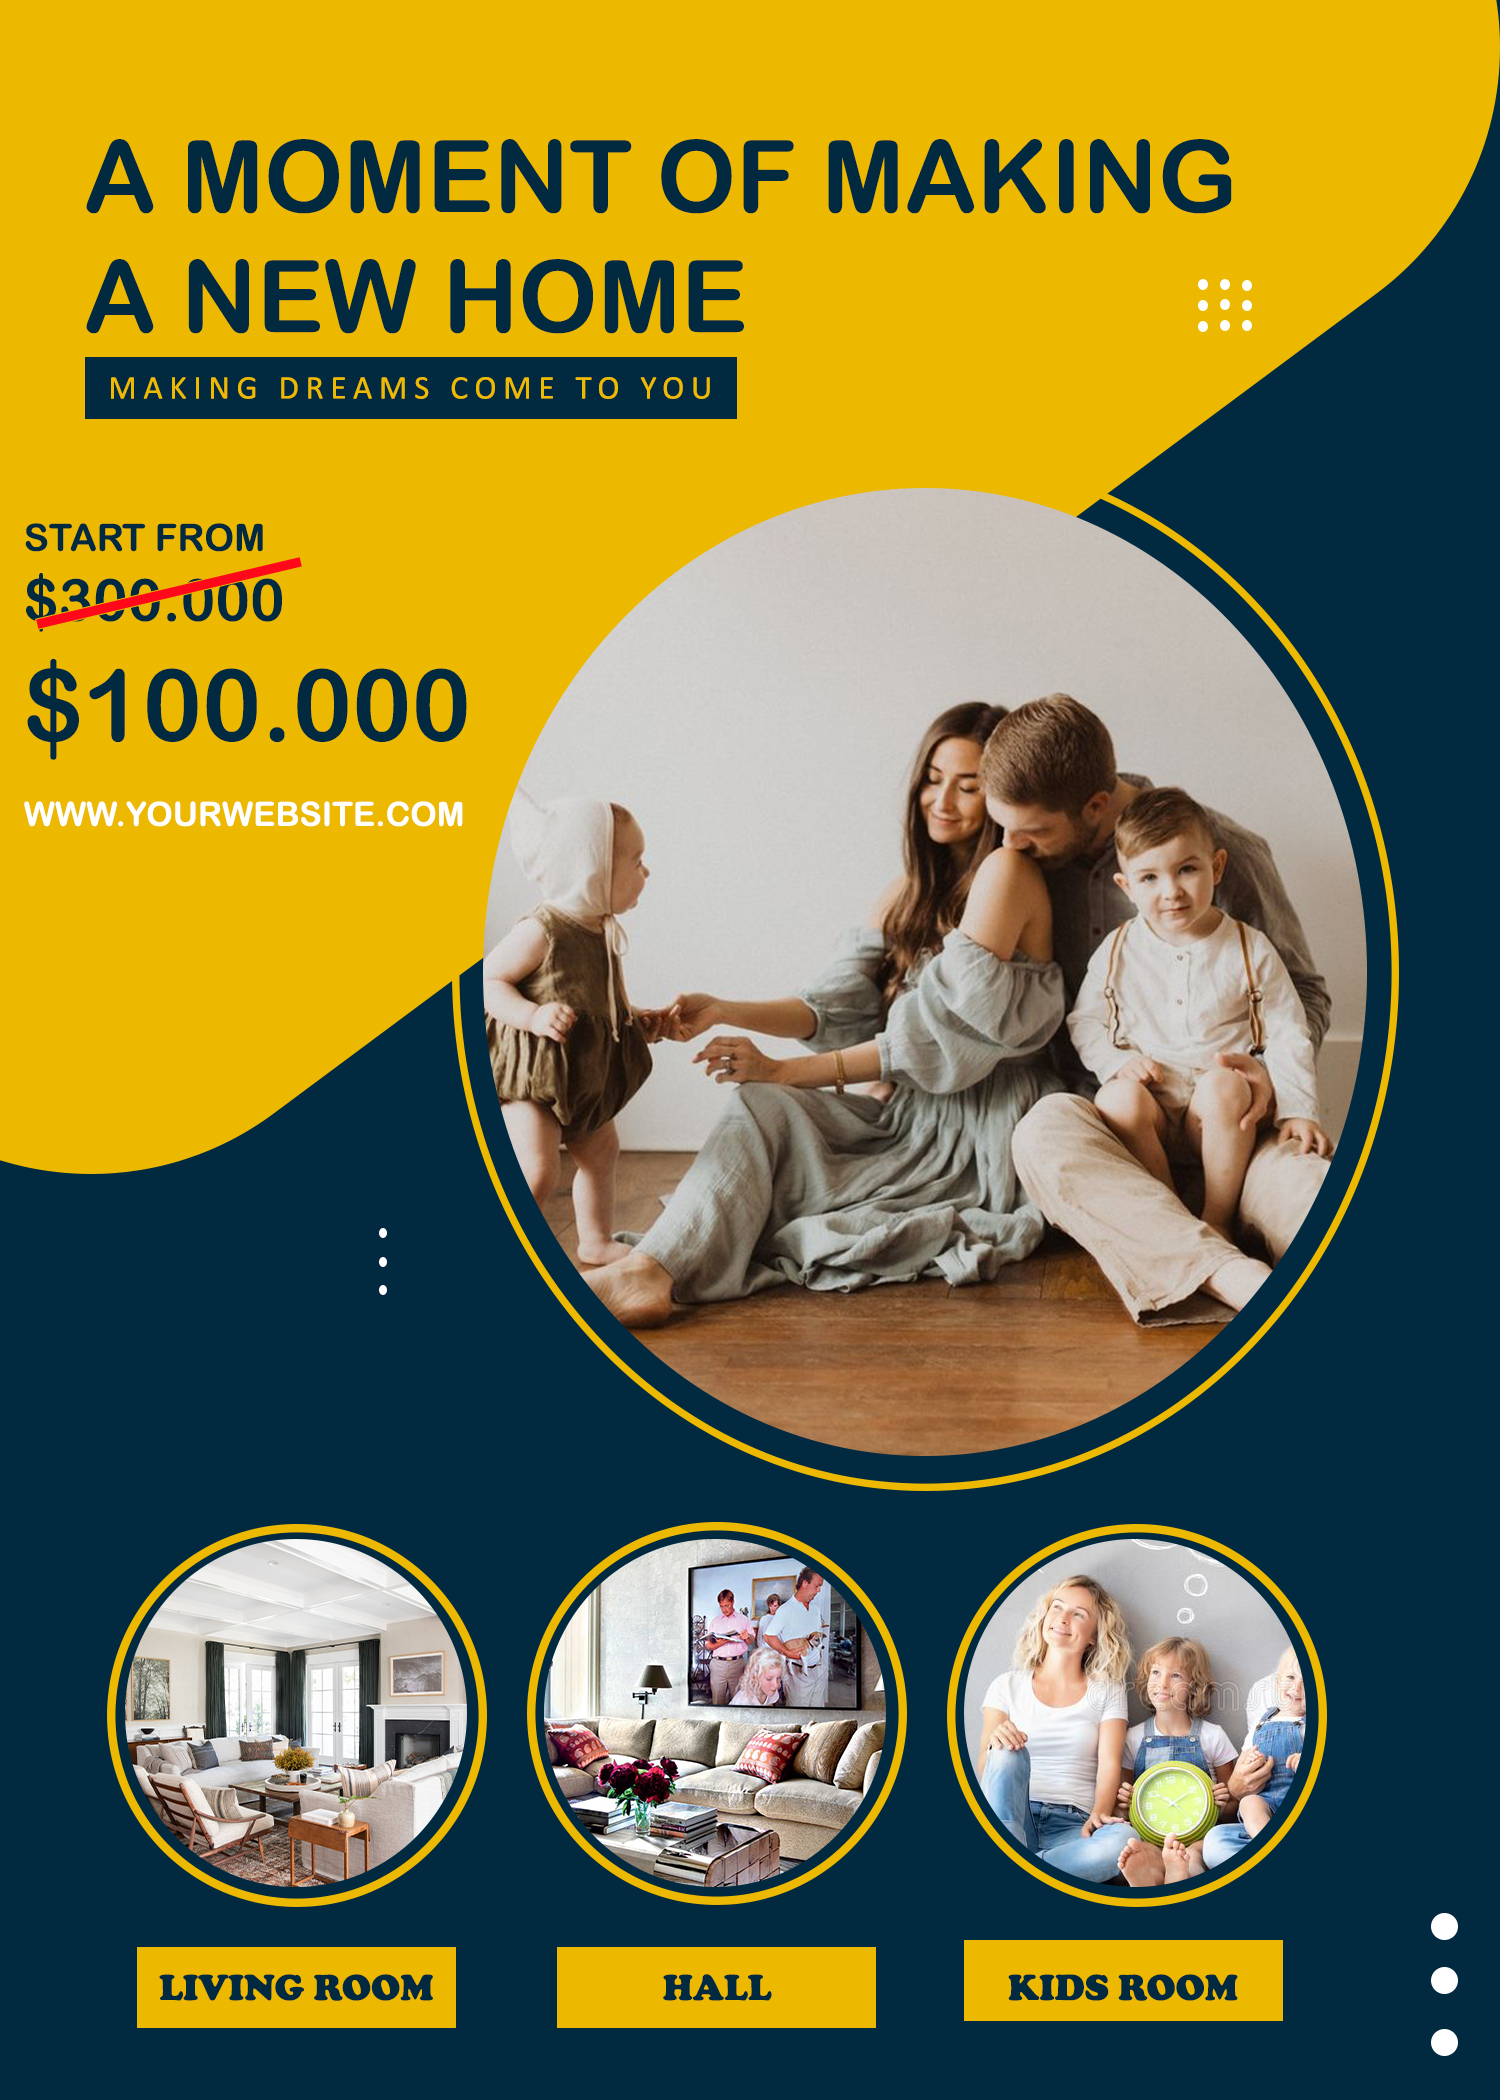 A MOMENT OF MAKING
A NEW HOME
MAKING DREAMS COME TO YOU
START FROM
$300.000
$100.000
WWW.YOURWEBSITE.COM
LIVING ROOM
HALL
KIDS ROOM